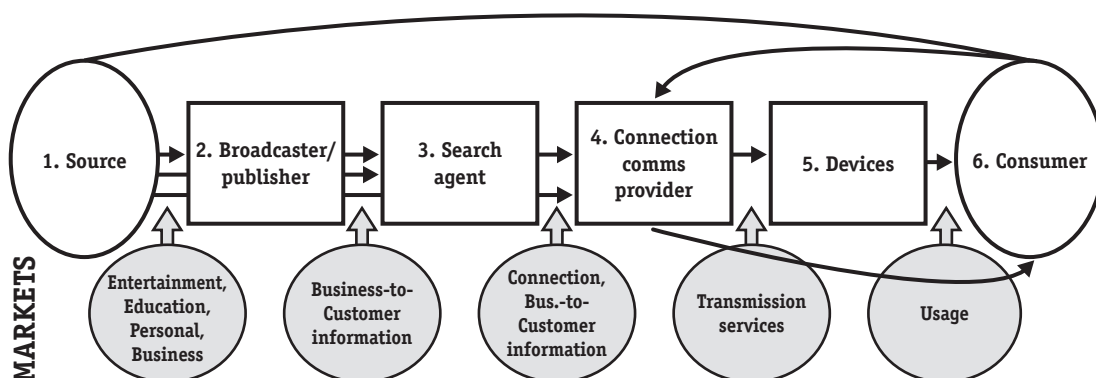 1. Source
2. Broadcaster/
publisher
3. Search
agent
4. Connection
comms
provider
5. Devices
6. Consumer
MARKETS
Entertainment,
Education,
Personal,
Business
Business-to-
Customer
information
Connection,
Bus.-to-
Customer
information
Transmission
services
Usage